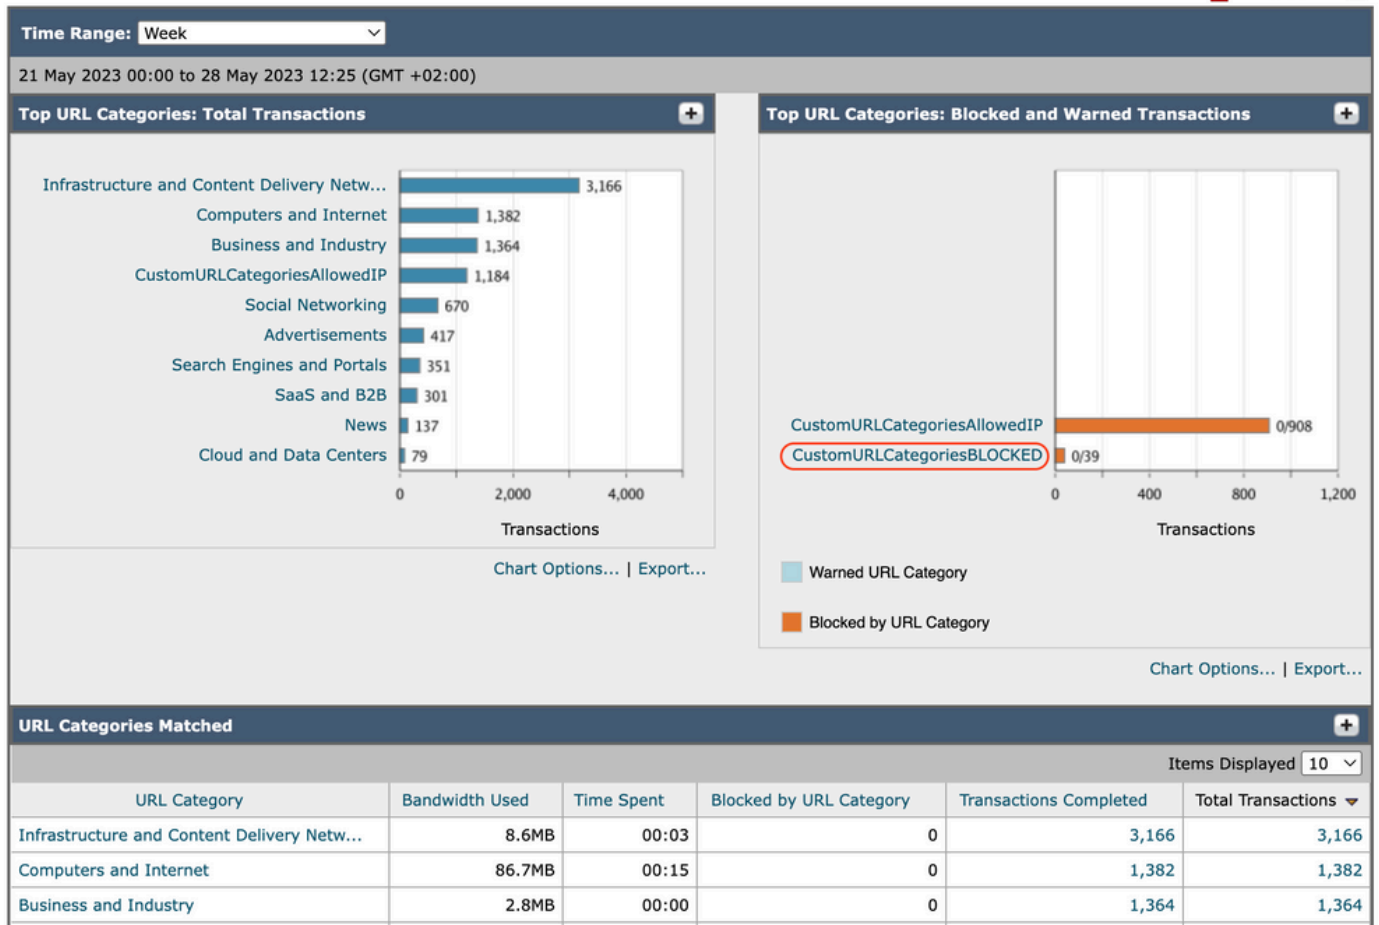 Time Range: Week
21 May 2023 00:00 to 28 May 2023 12:25 (GMT +02:00)
Top URL Categories: Total Transactions
Infrastructure and Content Delivery Netw... 3,166
Computers and Internet 1,382
Business and Industry 1,364
CustomURLCategoriesAllowedIP 1,184
Social Networking 670
Advertisements 417
Search Engines and Portals 351
SaaS and B2B 301
News 137
Cloud and Data Centers 79
0 2,000 4,000
Transactions
Chart Options... | Export...
Top URL Categories: Blocked and Warned Transactions
CustomURLCategoriesAllowedIP 0/908
CustomURLCategoriesBLOCKED 0/39
0 400 800 1,200
Transactions
Warned URL Category
Blocked by URL Category
Chart Options... | Export...
URL Categories Matched
Items Displayed 10
URL Category Bandwidth Used Time Spent Blocked by URL Category Transactions Completed Total Transactions
Infrastructure and Content Delivery Netw... 8.6MB 00:03 0 3,166 3,166
Computers and Internet 86.7MB 00:15 0 1,382 1,382
Business and Industry 2.8MB 00:00 0 1,364 1,364